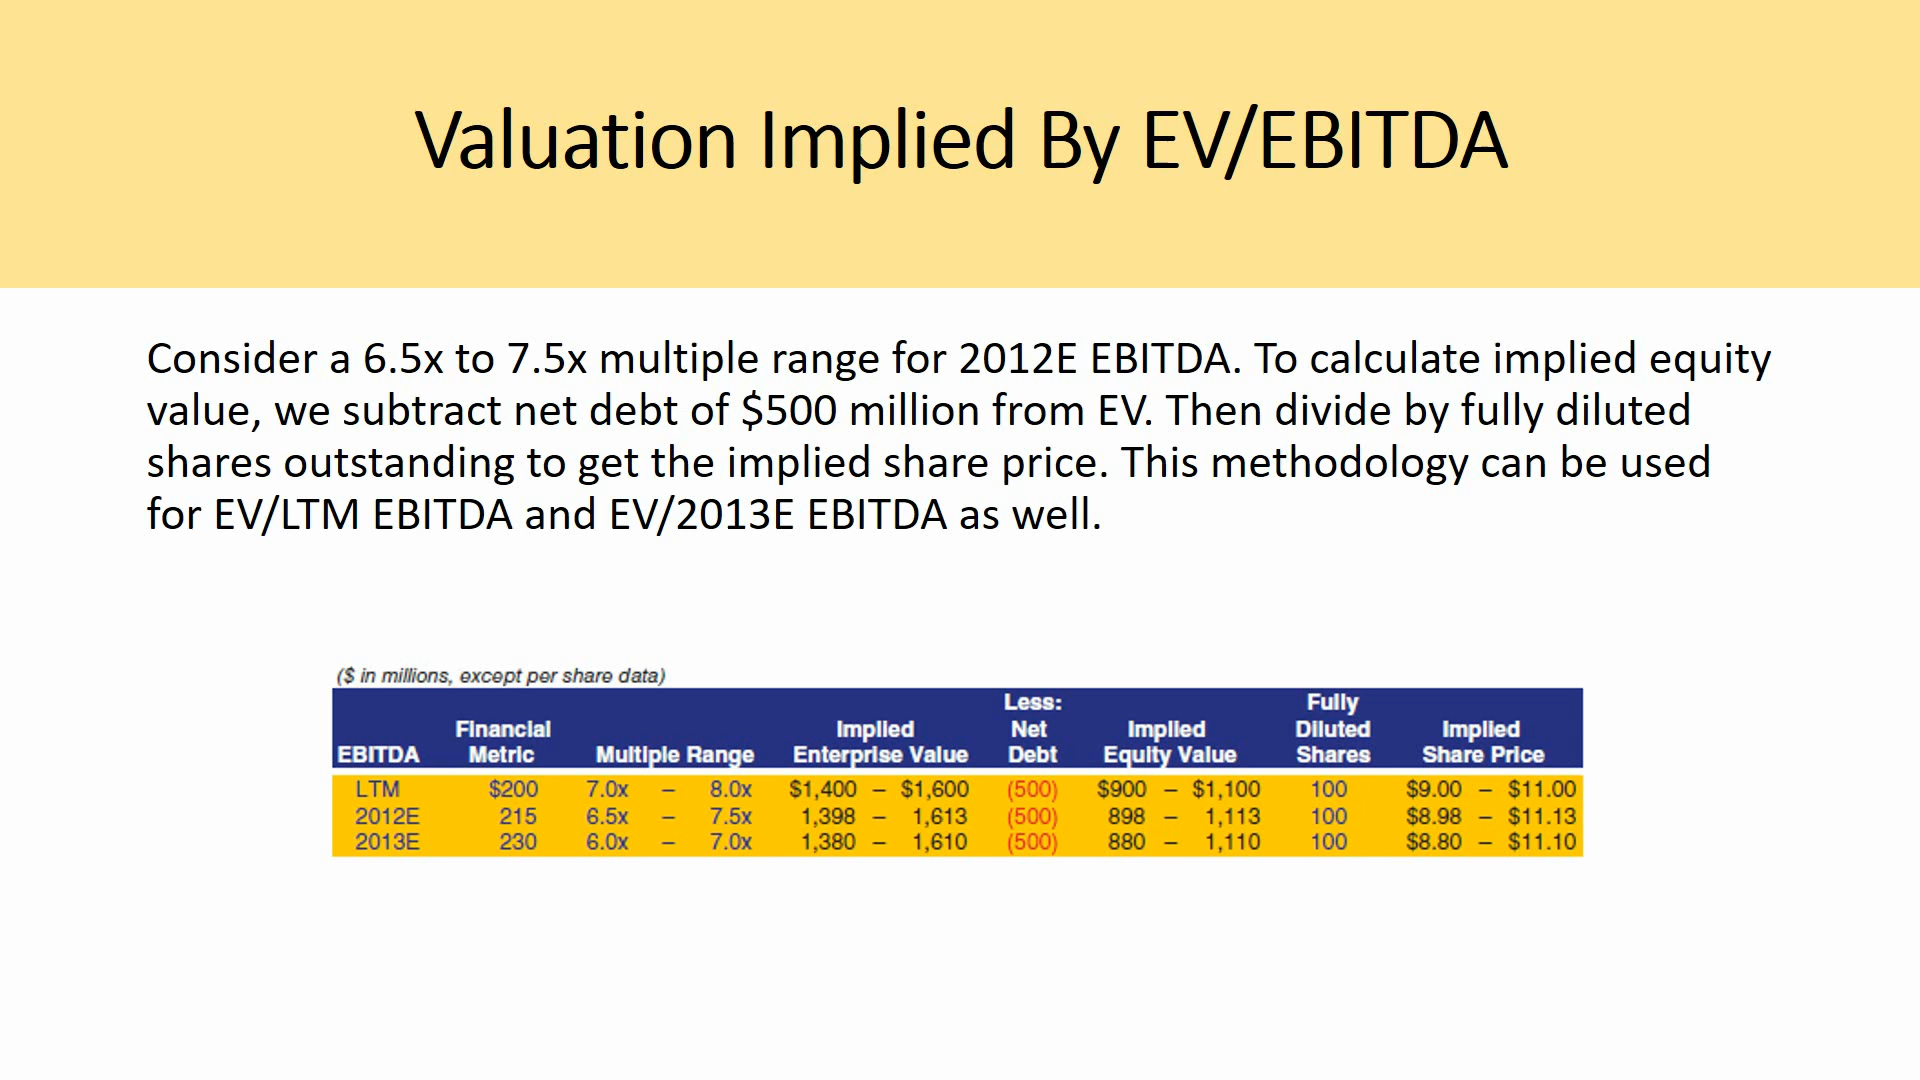 Valuation Implied By EV/EBITDA
Consider a 6.5x to 7.5x multiple range for 2012E EBITDA. To calculate implied equity
value, we subtract net debt of $500 million from EV. Then divide by fully diluted
shares outstanding to get the implied share price. This methodology can be used
for EV/LTM EBITDA and EV/2013E EBITDA as well.
($ in millions, except per share data)
Less: Fully
Financial Implied Net Implied Diluted Implied
EBITDA Metric Multiple Range Enterprise Value Debt Equity Value Shares Share Price
LTM $200 7.0x – 8.0x $1,400 – $1,600 (500) $900 – $1,100 100 $9.00 – $11.00
2012E 215 6.5x – 7.5x 1,398 – 1,613 (500) 898 – 1,113 100 $8.98 – $11.13
2013E 230 6.0x – 7.0x 1,380 – 1,610 (500) 880 – 1,110 100 $8.80 – $11.10